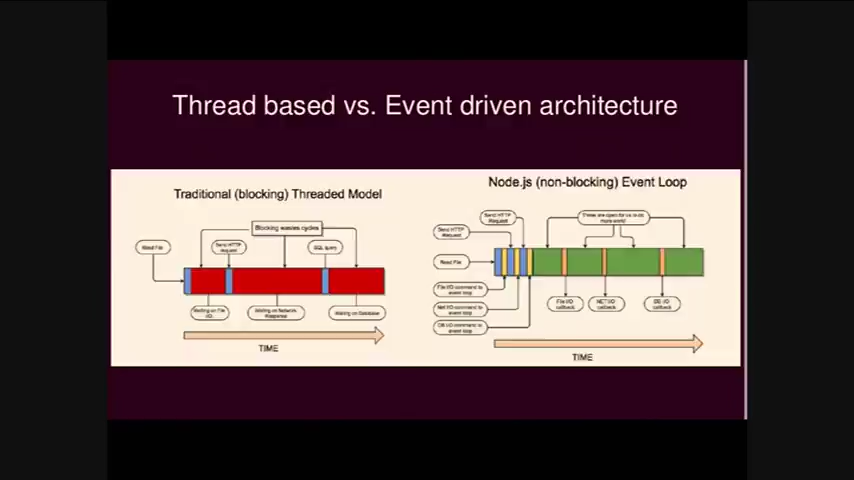 Thread based vs. Event driven architecture
Traditional (blocking) Threaded Model
Blocking wastes cycles
Read File
Send HTTP
request
SQL query
Waiting on File
I/O
Waiting on Network
Response
Waiting on Database
TIME
Node.js (non-blocking) Event Loop
Send HTTP
Request
These are open for us to do
more work!
Send HTTP
Request
Read File
File I/O command to
event loop
Net I/O command to
event loop
DB I/O command to
event loop
File I/O
callback
NET I/O
callback
DB I/O
callback
TIME